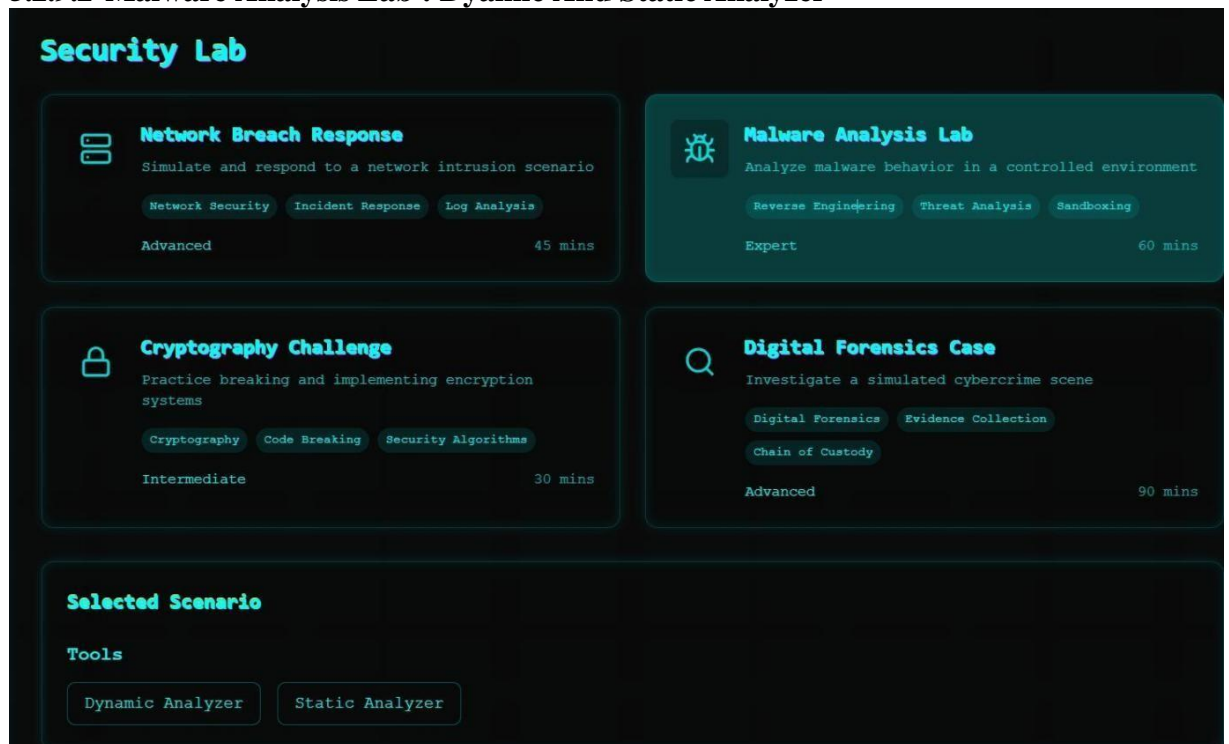 Security Lab
Network Breach Response
Simulate and respond to a network intrusion scenario
Network Security Incident Response Log Analysis
Advanced 45 mins
Malware Analysis Lab
Analyze malware behavior in a controlled environment
Reverse Engineering Threat Analysis Sandboxing
Expert 60 mins
Cryptography Challenge
Practice breaking and implementing encryption
systems
Cryptography Code Breaking Security Algorithms
Intermediate 30 mins
Digital Forensics Case
Investigate a simulated cybercrime scene
Digital Forensics Evidence Collection
Chain of Custody
Advanced 90 mins
Selected Scenario
Tools
Dynamic Analyzer Static Analyzer